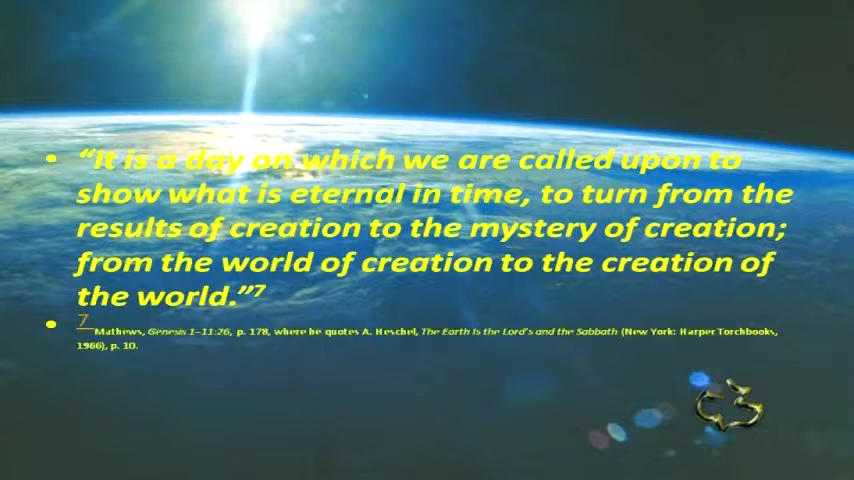 • “It is a day on which we are called upon to
show what is eternal in time, to turn from the
results of creation to the mystery of creation;
from the world of creation to the creation of
the world.”7
• 7 Mathews, Genesis 1–11:26, p. 178, where he quotes A. Heschel, The Earth Is the Lord's and the Sabbath (New York: Harper Torchbooks,
1966), p. 10.